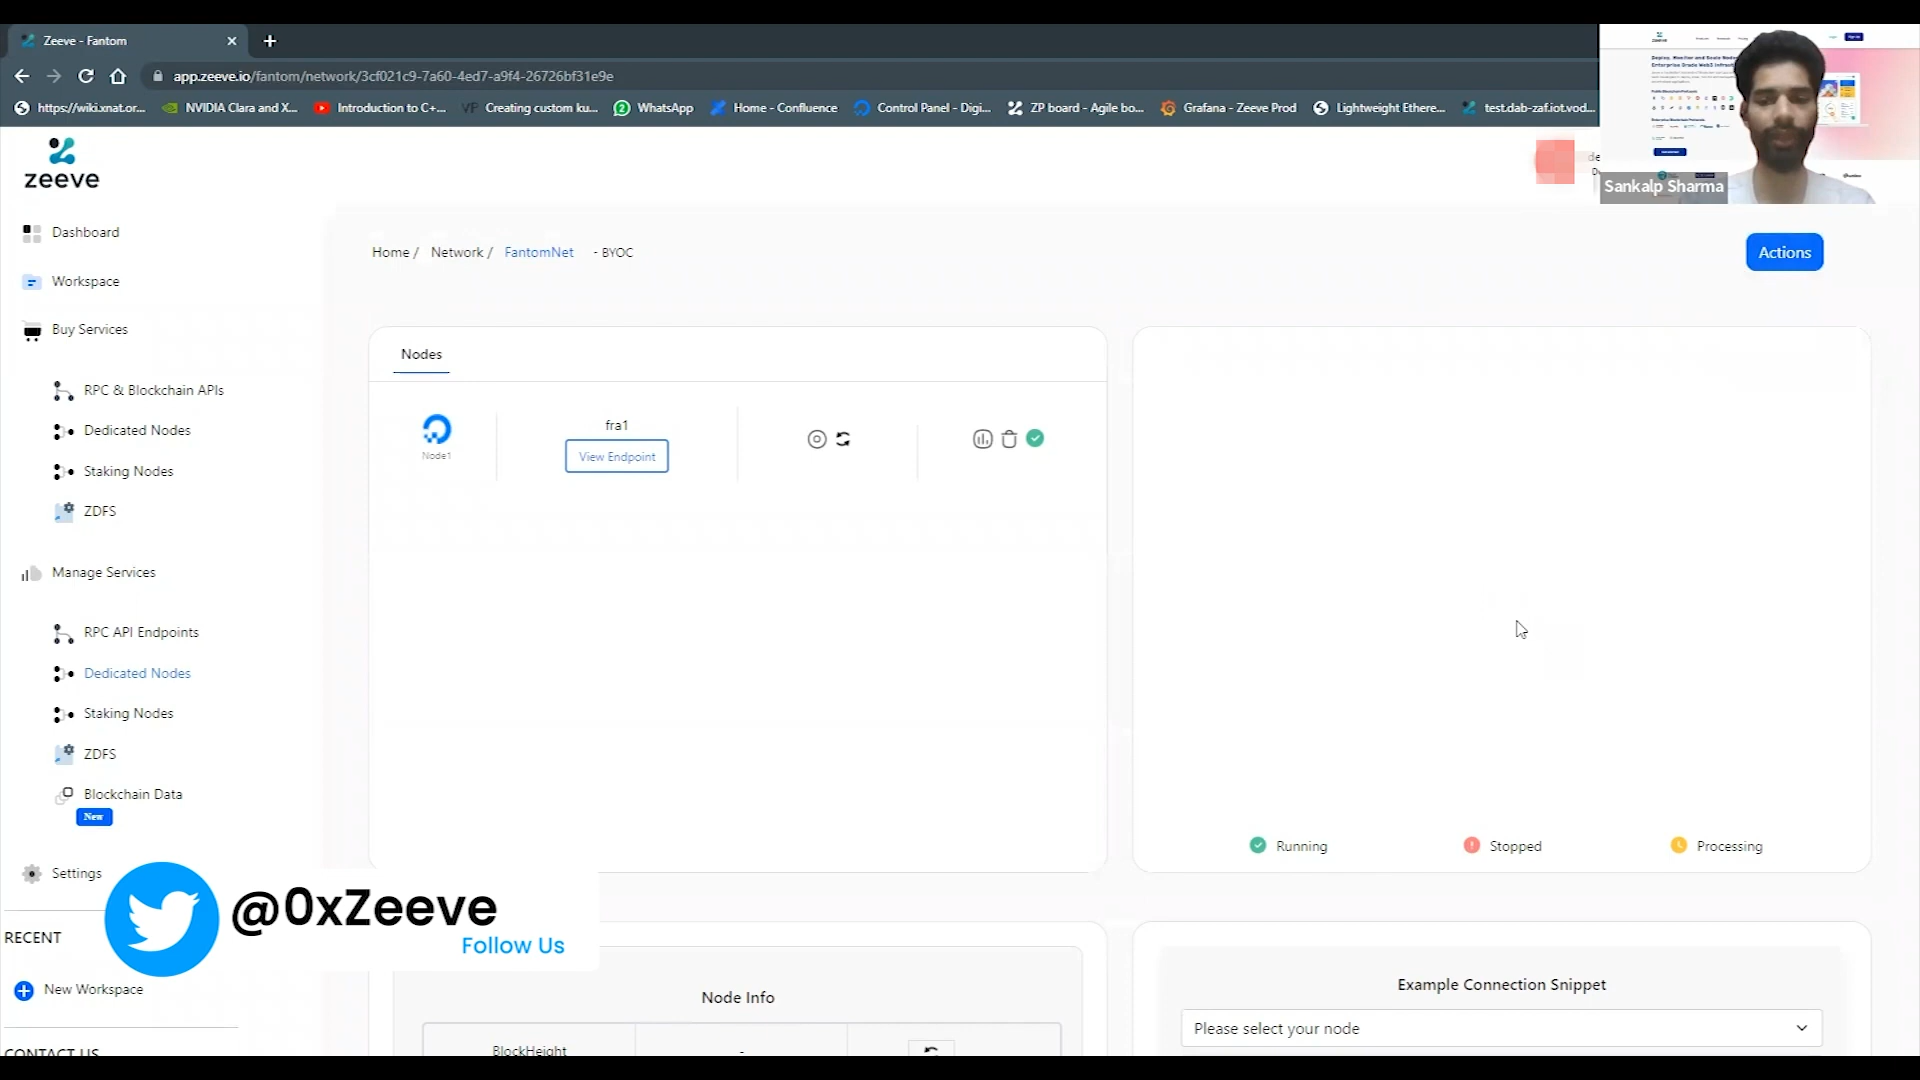 Zeeve - Fantom
app.zeeve.io/fantom/network/3cf021c9-7a60-4ed7-a9f4-26726bf31e9e
https://wiki.xnat.or...
NVIDIA Clara and X...
Introduction to C+...
VP Creating custom ku...
WhatsApp
Home - Confluence
Control Panel - Digi...
ZP board - Agile bo...
Grafana - Zeeve Prod
Lightweight Ethere...
test.dab-zaf.iot.vod...
Sankalp Sharma
zeeve
Dashboard
Workspace
Buy Services
RPC & Blockchain APIs
Dedicated Nodes
Staking Nodes
ZDFS
Manage Services
RPC API Endpoints
Dedicated Nodes
Staking Nodes
ZDFS
Blockchain Data
New
Settings
RECENT
New Workspace
CONTACT US
@0xZeeve
Follow Us
Home / Network / FantomNet - BYOC
Actions
Nodes
Node1
fra1
View Endpoint
Running
Stopped
Processing
Node Info
BlockHeight
-
Example Connection Snippet
Please select your node